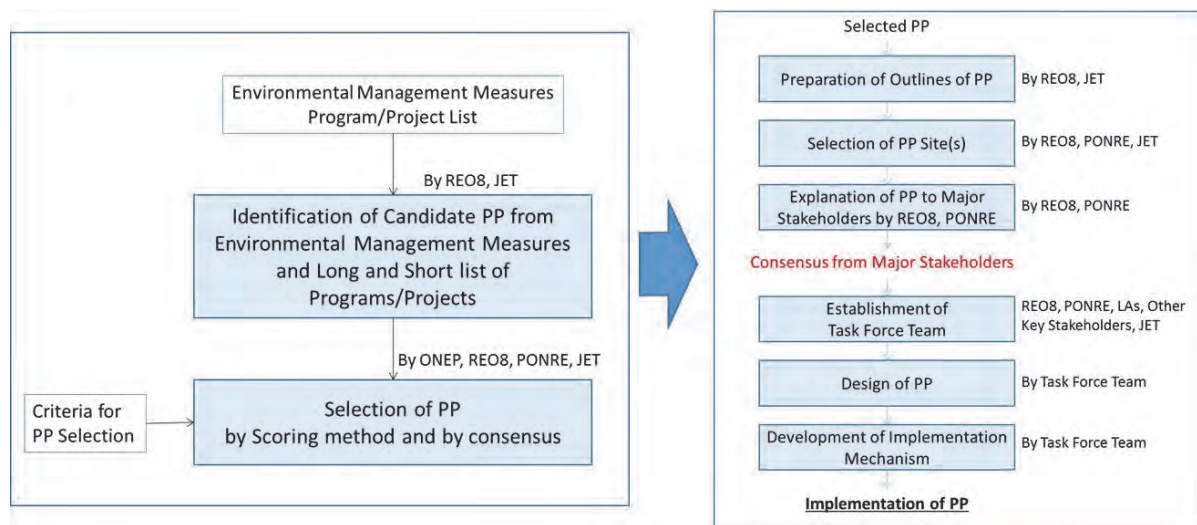 Environmental Management Measures
Program/Project List
By REO8, JET
Identification of Candidate PP from
Environmental Management Measures
and Long and Short list of
Programs/Projects
By ONEP, REO8, PONRE, JET
Criteria for
PP Selection
Selection of PP
by Scoring method and by consensus
Selected PP
Preparation of Outlines of PP
By REO8, JET
Selection of PP Site(s)
By REO8, PONRE, JET
Explanation of PP to Major
Stakeholders by REO8, PONRE
By REO8, PONRE
Consensus from Major Stakeholders
Establishment of
Task Force Team
REO8, PONRE, LAs, Other
Key Stakeholders, JET
Design of PP
By Task Force Team
Development of Implementation
Mechanism
By Task Force Team
Implementation of PP